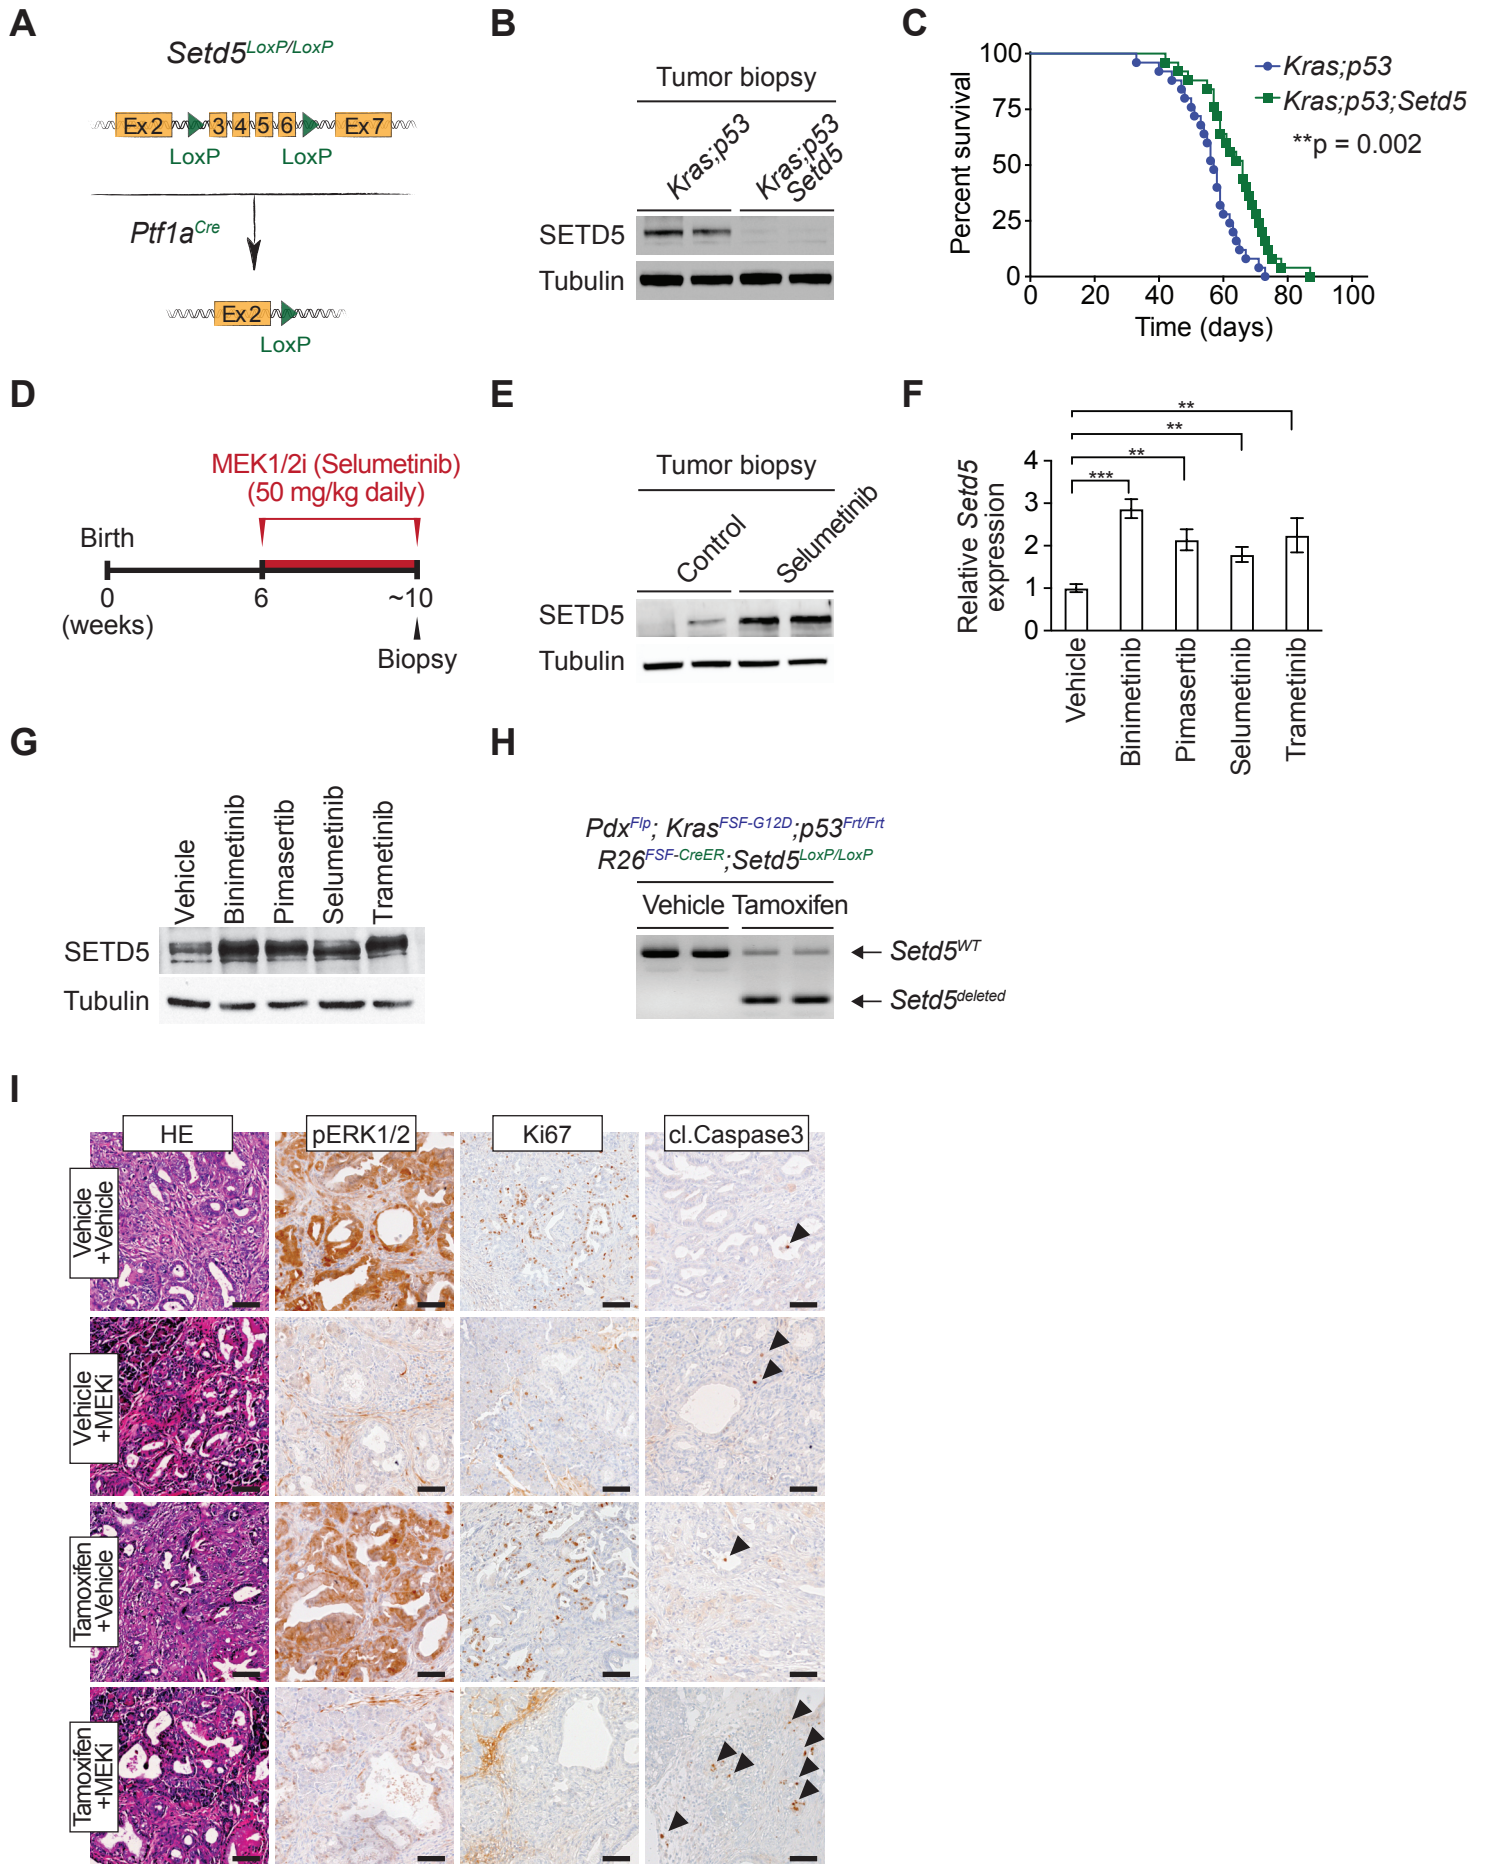 A
Setd5LoxP/LoxP
Ex2 3 4 5 6 Ex7
LoxP LoxP
Ptf1aCre
Ex2
LoxP
B
Tumor biopsy
Kras;p53
Kras;p53
Setd5
SETD5
Tubulin
C
100
75
50
25
0
Percent survival
0 20 40 60 80 100
Time (days)
Kras;p53
Kras;p53;Setd5
**p = 0.002
D
MEK1/2i (Selumetinib)
(50 mg/kg daily)
Birth
0 6 ~10
(weeks)
Biopsy
E
Tumor biopsy
Control
Selumetinib
SETD5
Tubulin
F
**
**
**
***
4
3
2
1
0
Relative Setd5
expression
Vehicle
Binimetinib
Pimasertib
Selumetinib
Trametinib
G
Vehicle
Binimetinib
Pimasertib
Selumetinib
Trametinib
SETD5
Tubulin
H
PdxFlp; KrasFSF-G12D;p53Frt/Frt
R26FSF-CreER;Setd5LoxP/LoxP
Vehicle Tamoxifen
Setd5WT
Setd5deleted
I
HE pERK1/2 Ki67 cl.Caspase3
Vehicle
+Vehicle
Vehicle
+MEKi
Tamoxifen
+Vehicle
Tamoxifen
+MEKi